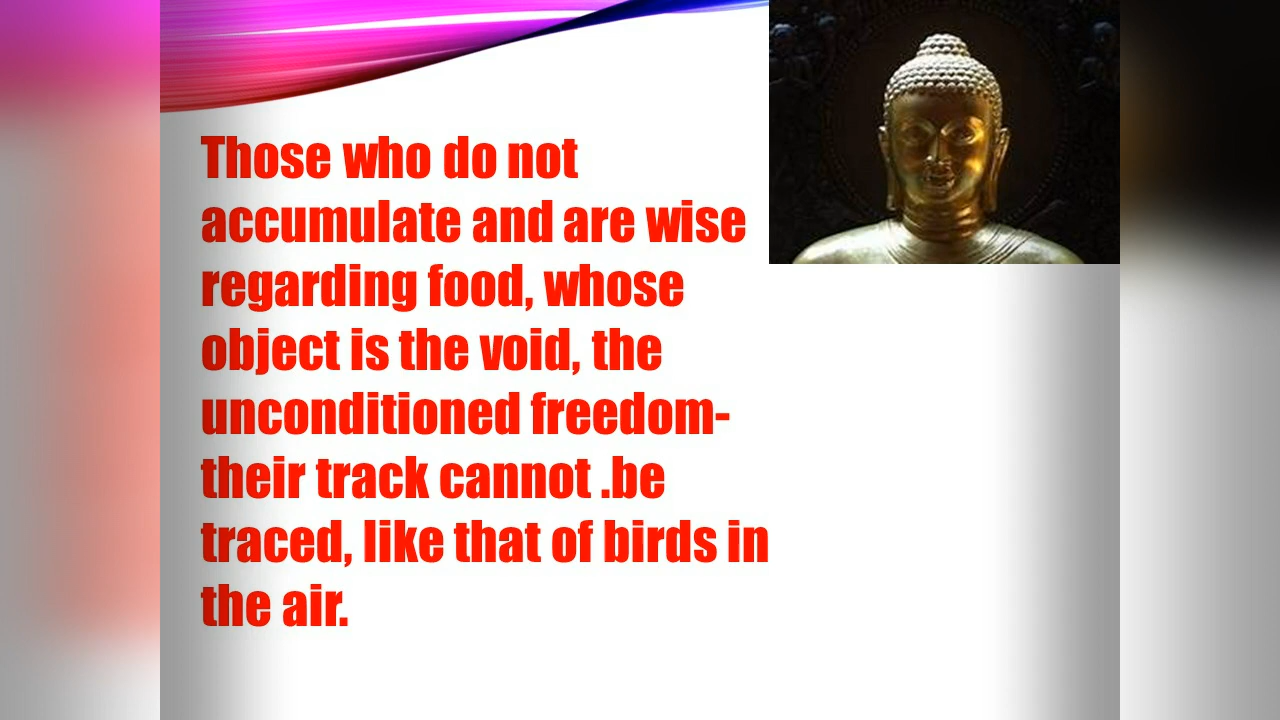 Those who do not
accumulate and are wise
regarding food, whose
object is the void, the
unconditioned freedom-
their track cannot .be
traced, like that of birds in
the air.